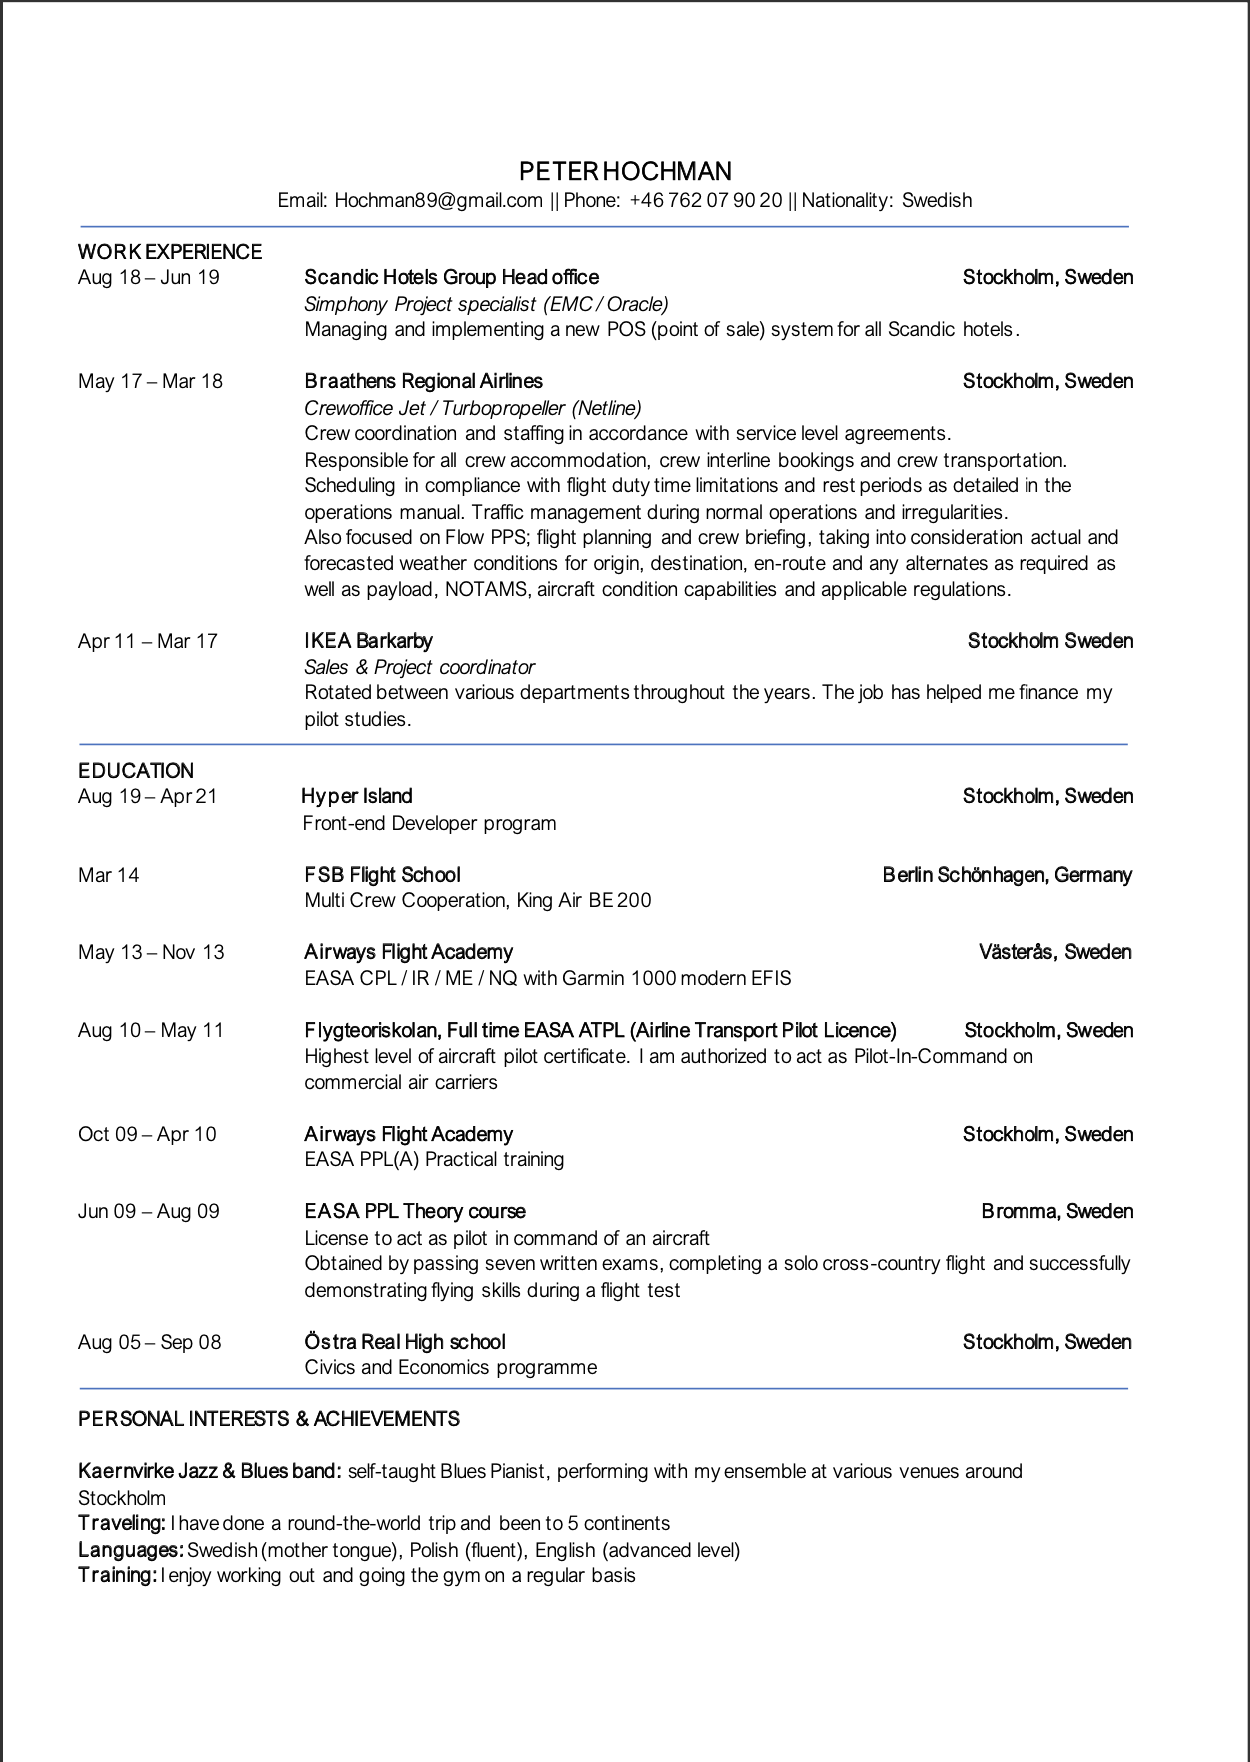 PETER HOCHMAN
Email: Hochman89@gmail.com || Phone: +46 762 07 90 20 || Nationality: Swedish
WORK EXPERIENCE
Aug 18 – Jun 19 Scandic Hotels Group Head office Stockholm, Sweden
Simphony Project specialist (EMC / Oracle)
Managing and implementing a new POS (point of sale) system for all Scandic hotels.
May 17 – Mar 18 Braathens Regional Airlines Stockholm, Sweden
Crewoffice Jet / Turbopropeller (Netline)
Crew coordination and staffing in accordance with service level agreements.
Responsible for all crew accommodation, crew interline bookings and crew transportation.
Scheduling in compliance with flight duty time limitations and rest periods as detailed in the
operations manual. Traffic management during normal operations and irregularities.
Also focused on Flow PPS; flight planning and crew briefing, taking into consideration actual and
forecasted weather conditions for origin, destination, en-route and any alternates as required as
well as payload, NOTAMS, aircraft condition capabilities and applicable regulations.
Apr 11 – Mar 17 IKEA Barkarby Stockholm Sweden
Sales & Project coordinator
Rotated between various departments throughout the years. The job has helped me finance my
pilot studies.
EDUCATION
Aug 19 – Apr 21 Hyper Island Stockholm, Sweden
Front-end Developer program
Mar 14 FSB Flight School Berlin Schönhagen, Germany
Multi Crew Cooperation, King Air BE 200
May 13 – Nov 13 Airways Flight Academy Västerås, Sweden
EASA CPL / IR / ME / NQ with Garmin 1000 modern EFIS
Aug 10 – May 11 Flygteoriskolan, Full time EASA ATPL (Airline Transport Pilot Licence) Stockholm, Sweden
Highest level of aircraft pilot certificate. I am authorized to act as Pilot-In-Command on
commercial air carriers
Oct 09 – Apr 10 Airways Flight Academy Stockholm, Sweden
EASA PPL(A) Practical training
Jun 09 – Aug 09 EASA PPL Theory course Bromma, Sweden
License to act as pilot in command of an aircraft
Obtained by passing seven written exams, completing a solo cross-country flight and successfully
demonstrating flying skills during a flight test
Aug 05 – Sep 08 Östra Real High school Stockholm, Sweden
Civics and Economics programme
PERSONAL INTERESTS & ACHIEVEMENTS
Kaernvirke Jazz & Blues band: self-taught Blues Pianist, performing with my ensemble at various venues around
Stockholm
Traveling: I have done a round-the-world trip and been to 5 continents
Languages: Swedish (mother tongue), Polish (fluent), English (advanced level)
Training: I enjoy working out and going the gym on a regular basis